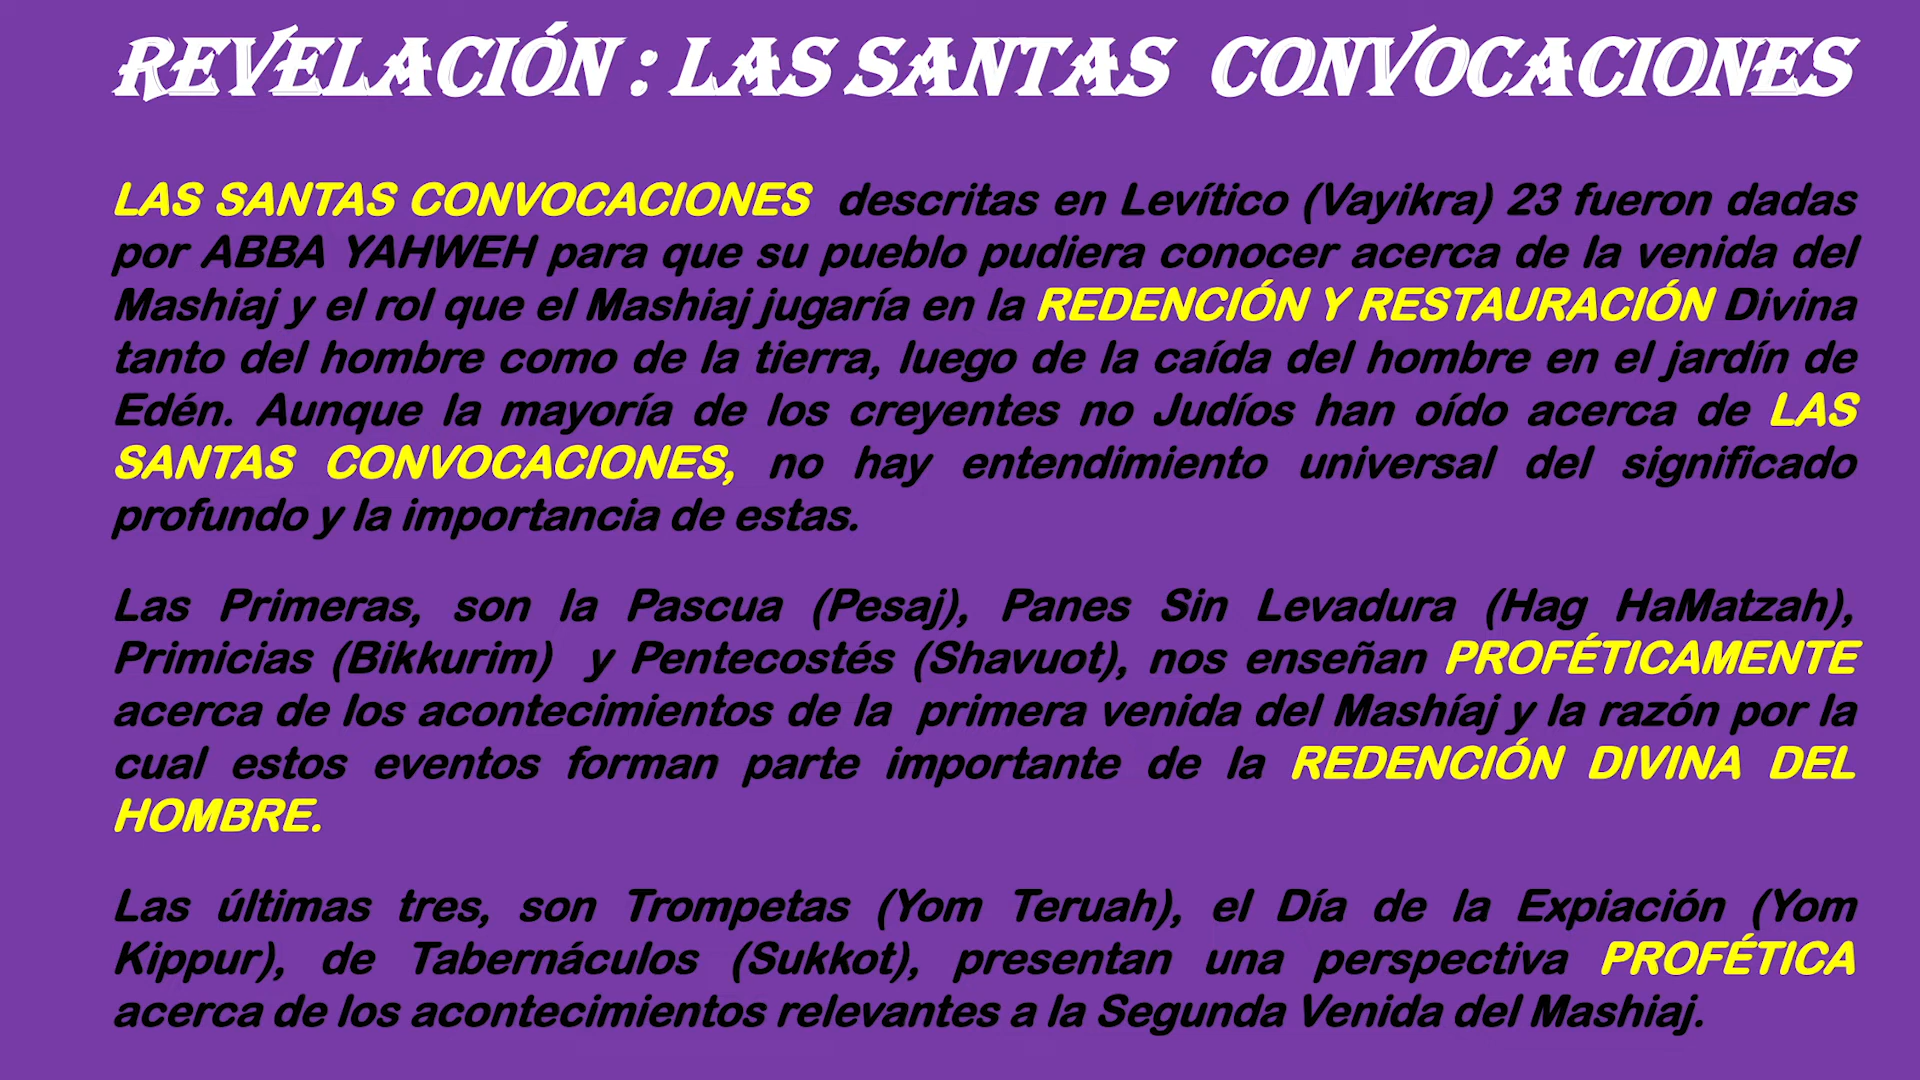 REVELACIÓN : LAS SANTAS CONVOCACIONES
LAS SANTAS CONVOCACIONES descritas en Levítico (Vayikra) 23 fueron dadas
por ABBA YAHWEH para que su pueblo pudiera conocer acerca de la venida del
Mashiaj y el rol que el Mashiaj jugaría en la REDENCIÓN Y RESTAURACIÓN Divina
tanto del hombre como de la tierra, luego de la caída del hombre en el jardín de
Edén. Aunque la mayoría de los creyentes no Judíos han oído acerca de LAS
SANTAS CONVOCACIONES, no hay entendimiento universal del significado
profundo y la importancia de estas.
Las Primeras, son la Pascua (Pesaj), Panes Sin Levadura (Hag HaMatzah),
Primicias (Bikkurim) y Pentecostés (Shavuot), nos enseñan PROFÉTICAMENTE
acerca de los acontecimientos de la primera venida del Mashíaj y la razón por la
cual estos eventos forman parte importante de la REDENCIÓN DIVINA DEL
HOMBRE.
Las últimas tres, son Trompetas (Yom Teruah), el Día de la Expiación (Yom
Kippur), de Tabernáculos (Sukkot), presentan una perspectiva PROFÉTICA
acerca de los acontecimientos relevantes a la Segunda Venida del Mashiaj.